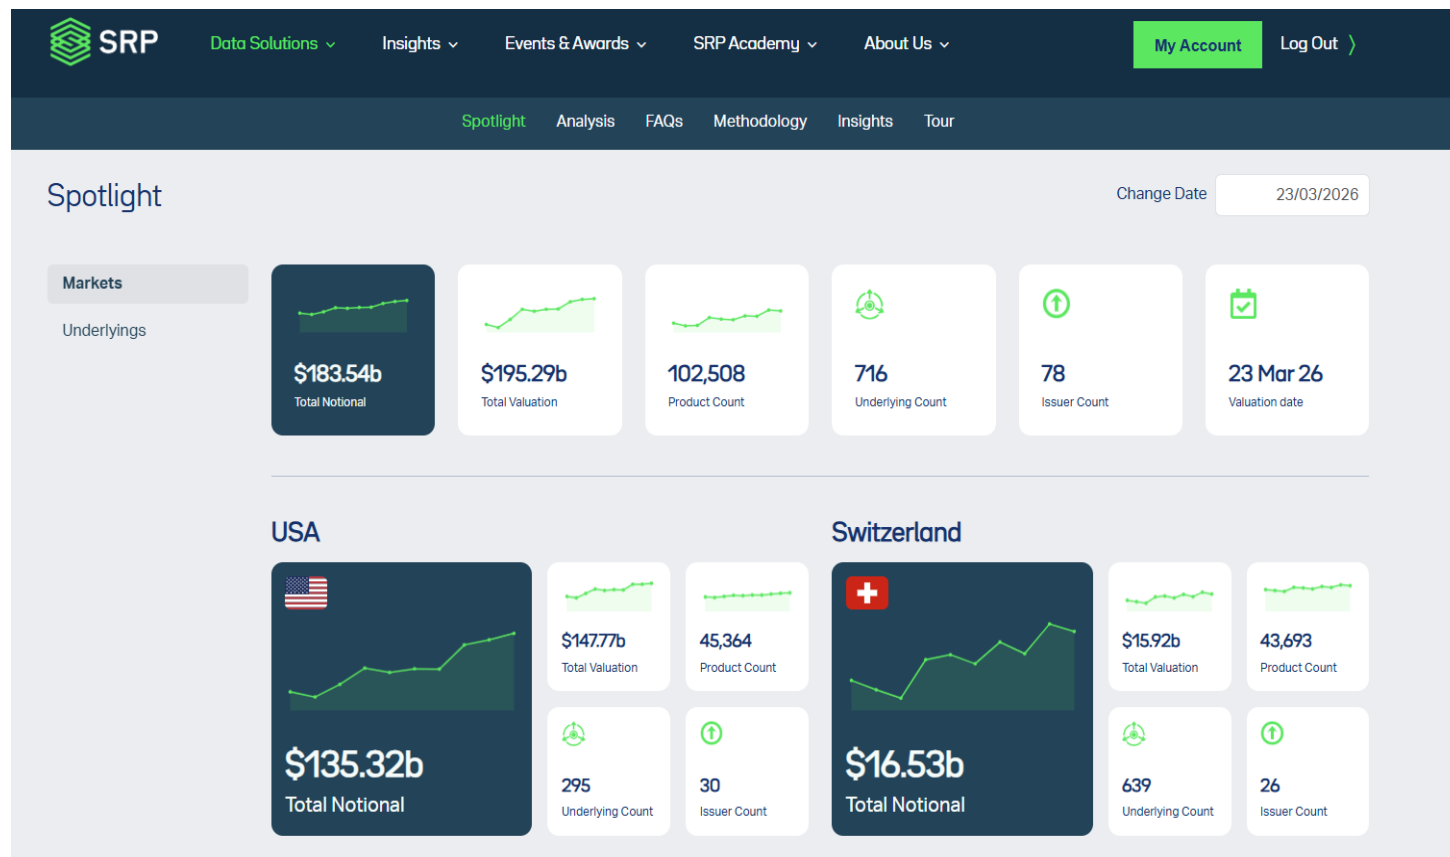 SRP
Data Solutions
Insights
Events & Awards
SRP Academy
About Us
My Account
Log Out
Spotlight
Analysis
FAQs
Methodology
Insights
Tour
Spotlight
Change Date
23/03/2026
Markets
Underlyings
$183.54b
Total Notional
$195.29b
Total Valuation
102,508
Product Count
716
Underlying Count
78
Issuer Count
23 Mar 26
Valuation date
USA
$135.32b
Total Notional
$147.77b
Total Valuation
45,364
Product Count
295
Underlying Count
30
Issuer Count
Switzerland
$16.53b
Total Notional
$15.92b
Total Valuation
43,693
Product Count
639
Underlying Count
26
Issuer Count